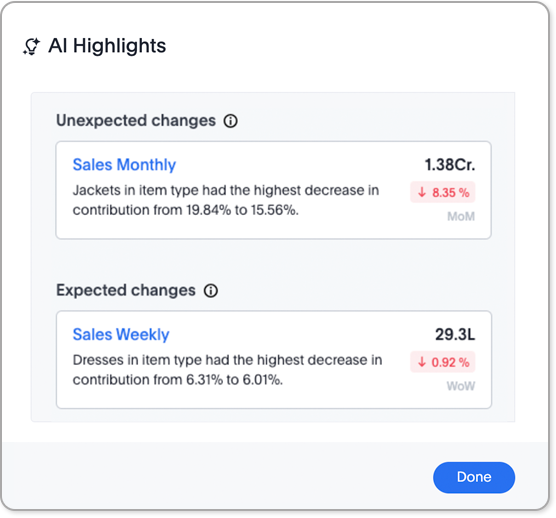 AI Highlights
Unexpected changes
Sales Monthly
1.38Cr.
Jackets in item type had the highest decrease in
contribution from 19.84% to 15.56%.
↓ 8.35 %
MoM
Expected changes
Sales Weekly
29.3L
Dresses in item type had the highest decrease in
contribution from 6.31% to 6.01%.
↓ 0.92 %
WoW
Done